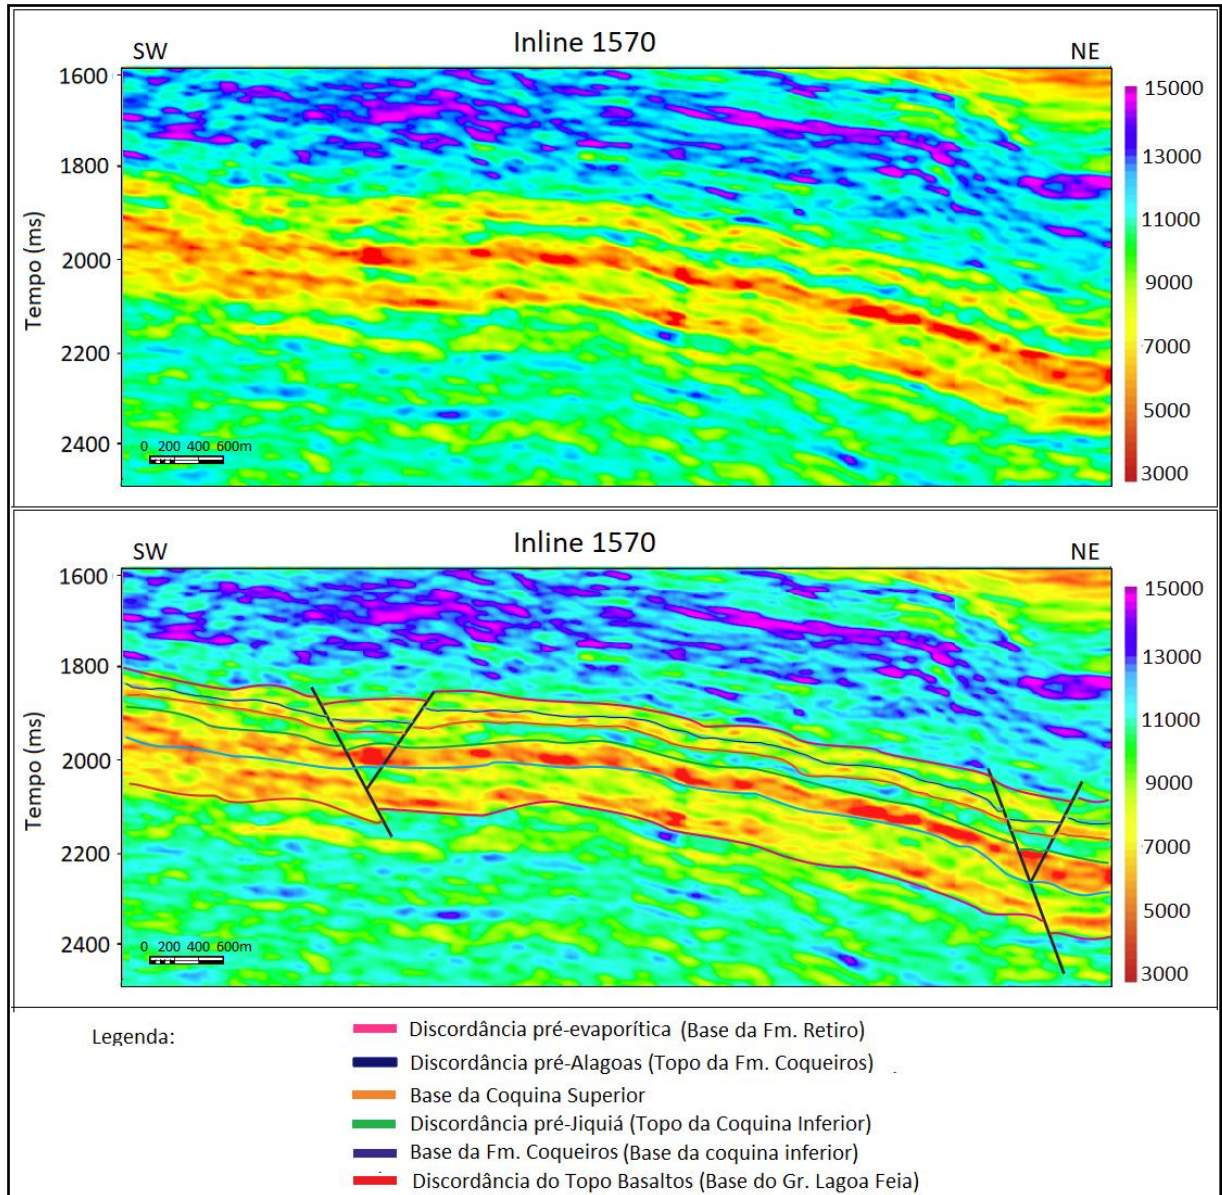 Inline 1570
SW
NE
1600
1800
2000
2200
2400
Tempo (ms)
0 200 400 600m
15000
13000
11000
9000
7000
5000
3000
Inline 1570
SW
NE
1600
1800
2000
2200
2400
Tempo (ms)
0 200 400 600m
15000
13000
11000
9000
7000
5000
3000
Legenda:
Discordância pré-evaporítica (Base da Fm. Retiro)
Discordância pré-Alagoas (Topo da Fm. Coqueiros)
Base da Coquina Superior
Discordância pré-Jiquiá (Topo da Coquina Inferior)
Base da Fm. Coqueiros (Base da coquina inferior)
Discordância do Topo Basaltos (Base do Gr. Lagoa Feia)